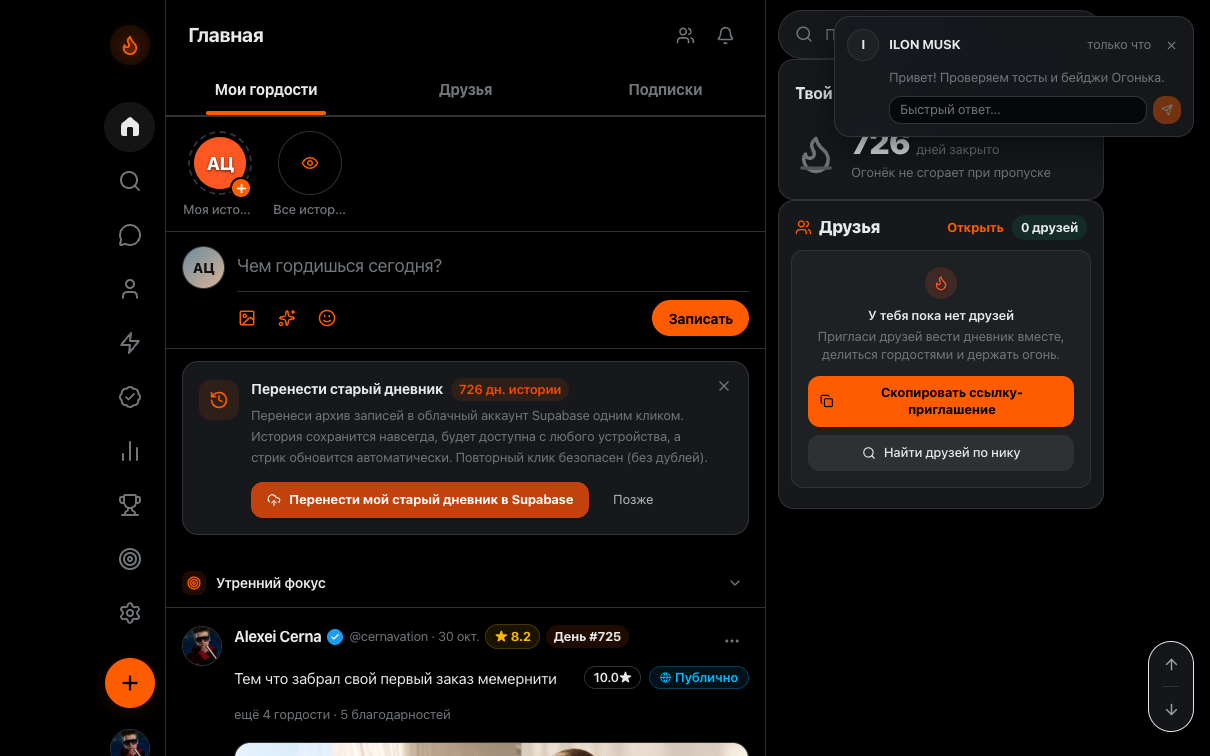 Главная
Мои гордости
Друзья
Подписки
АЦ
Моя исто...
Все истор...
АЦ
Чем гордишься сегодня?
Записать
Перенести старый дневник
726 дн. истории
Перенеси архив записей в облачный аккаунт Supabase одним кликом.
История сохранится навсегда, будет доступна с любого устройства, а
стрик обновится автоматически. Повторный клик безопасен (без дублей).
Перенести мой старый дневник в Supabase
Позже
Утренний фокус
Alexei Cerna @cernavation · 30 окт. ★ 8.2 День #725
Тем что забрал свой первый заказ мемернити
10.0★
Публично
ещё 4 гордости · 5 благодарностей
П
I
ILON MUSK
только что
Привет! Проверяем тосты и бейджи Огонька.
Быстрый ответ...
Твой
726 дней закрыто
Огонёк не сгорает при пропуске
Друзья
Открыть
0 друзей
У тебя пока нет друзей
Пригласи друзей вести дневник вместе,
делиться гордостями и держать огонь.
Скопировать ссылку-
приглашение
Найти друзей по нику